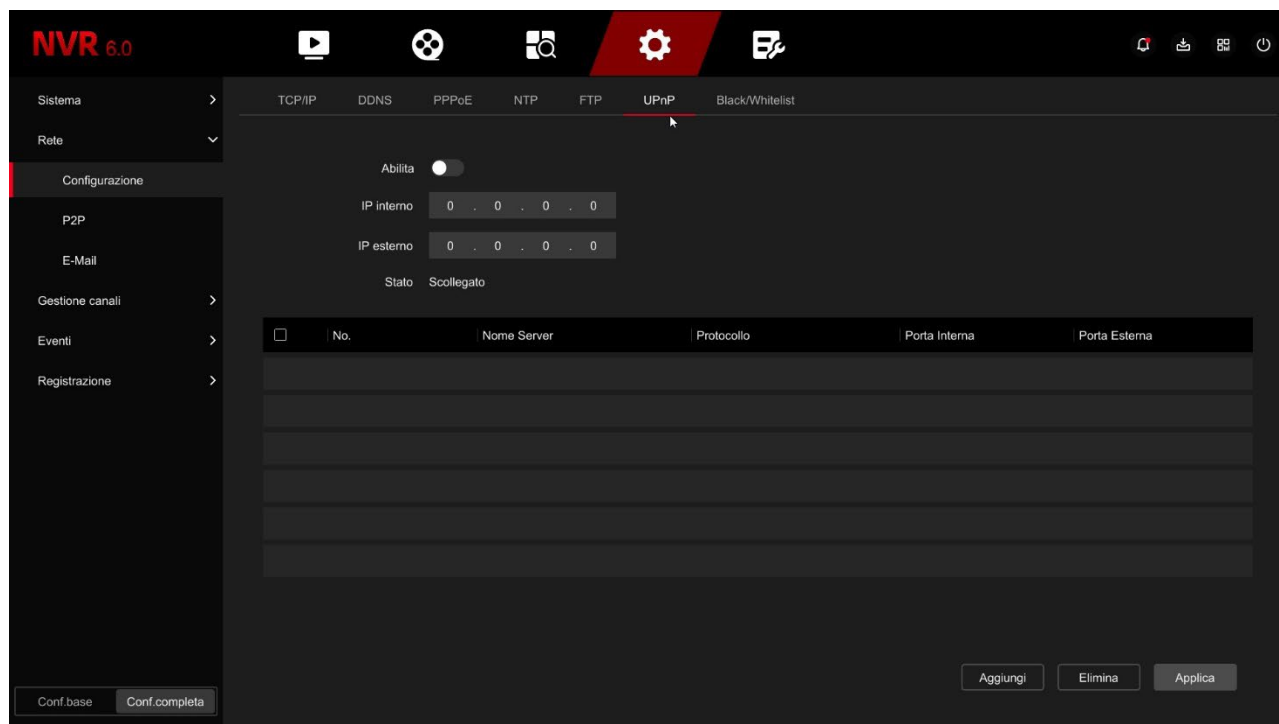 NVR 6.0
Sistema
Rete
Configurazione
P2P
E-Mail
Gestione canali
Eventi
Registrazione
Conf.base Conf.completa
TCP/IP DDNS PPPoE NTP FTP UPnP Black/Whitelist
Abilita
IP interno 0 . 0 . 0 . 0
IP esterno 0 . 0 . 0 . 0
Stato Scollegato
No. Nome Server Protocollo Porta Interna Porta Esterna
Aggiungi Elimina Applica